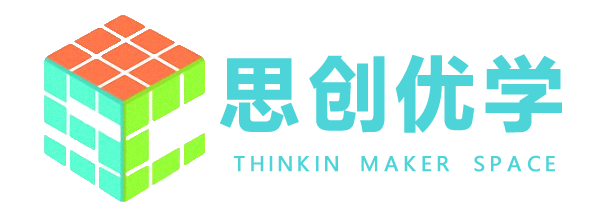 思创优学
THINKIN MAKER SPACE